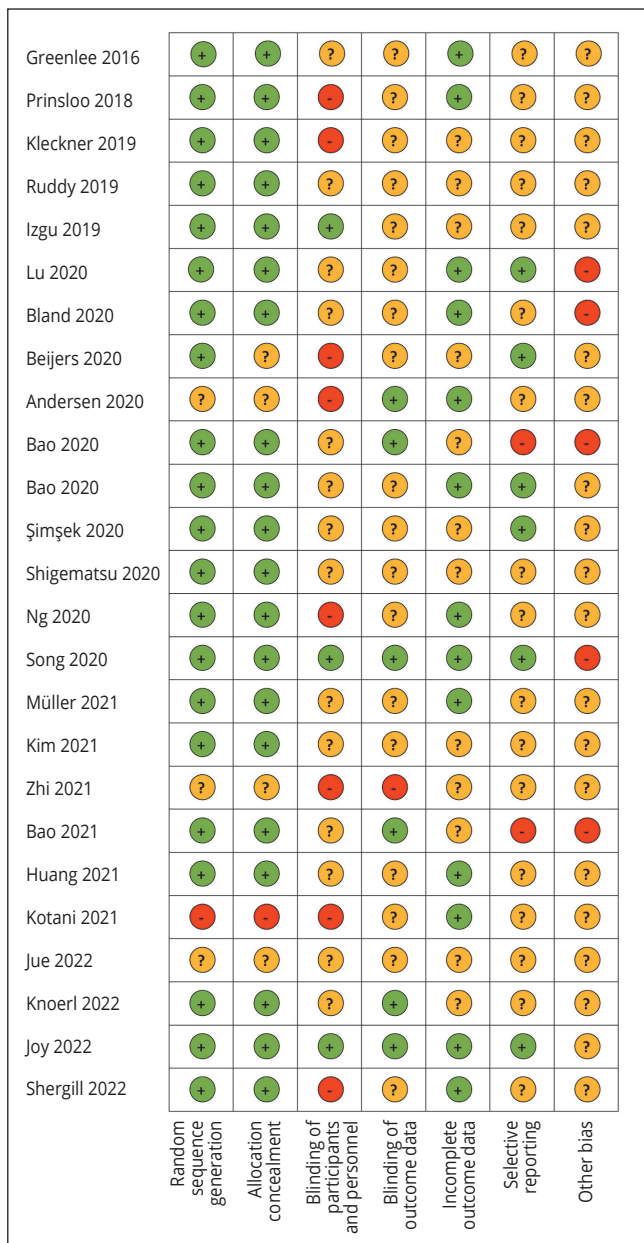 Greenlee 2016 + + ? ? + ? ?
Prinsloo 2018 + + - ? + ? ?
Kleckner 2019 + + - ? ? ? ?
Ruddy 2019 + + ? ? ? ? ?
Izgu 2019 + + + ? ? ? ?
Lu 2020 + + ? ? + + -
Bland 2020 + + ? ? + ? -
Beijers 2020 + ? - ? ? + ?
Andersen 2020 ? ? - + + ? ?
Bao 2020 + + ? + ? - -
Bao 2020 + + ? ? + + ?
Şimşek 2020 + + ? ? ? + ?
Shigematsu 2020 + + ? ? ? ? ?
Ng 2020 + + - ? + ? ?
Song 2020 + + + + + + -
Müller 2021 + + ? ? + ? ?
Kim 2021 + + ? ? ? ? ?
Zhi 2021 ? ? - - ? ? ?
Bao 2021 + + ? + ? - -
Huang 2021 + + ? ? + ? ?
Kotani 2021 - - - ? + ? ?
Jue 2022 ? ? ? ? ? ? ?
Knoerl 2022 + + ? + ? ? ?
Joy 2022 + + + + + + ?
Shergill 2022 + + - ? + ? ?
Random
sequence
generation
Allocation
concealment
Blinding of
participants
and personnel
Blinding of
outcome data
Incomplete
outcome data
Selective
reporting
Other bias